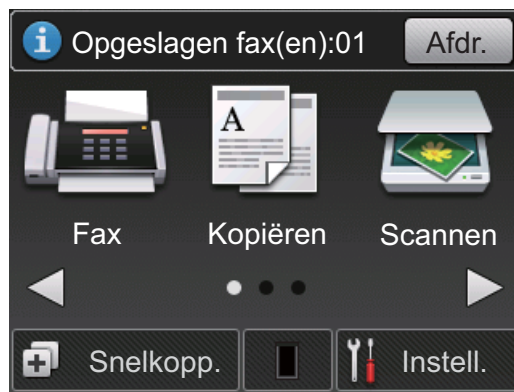 Opgeslagen fax(en):01 Afdr.
A
Fax Kopiëren Scannen
Snelkopp. Instell.